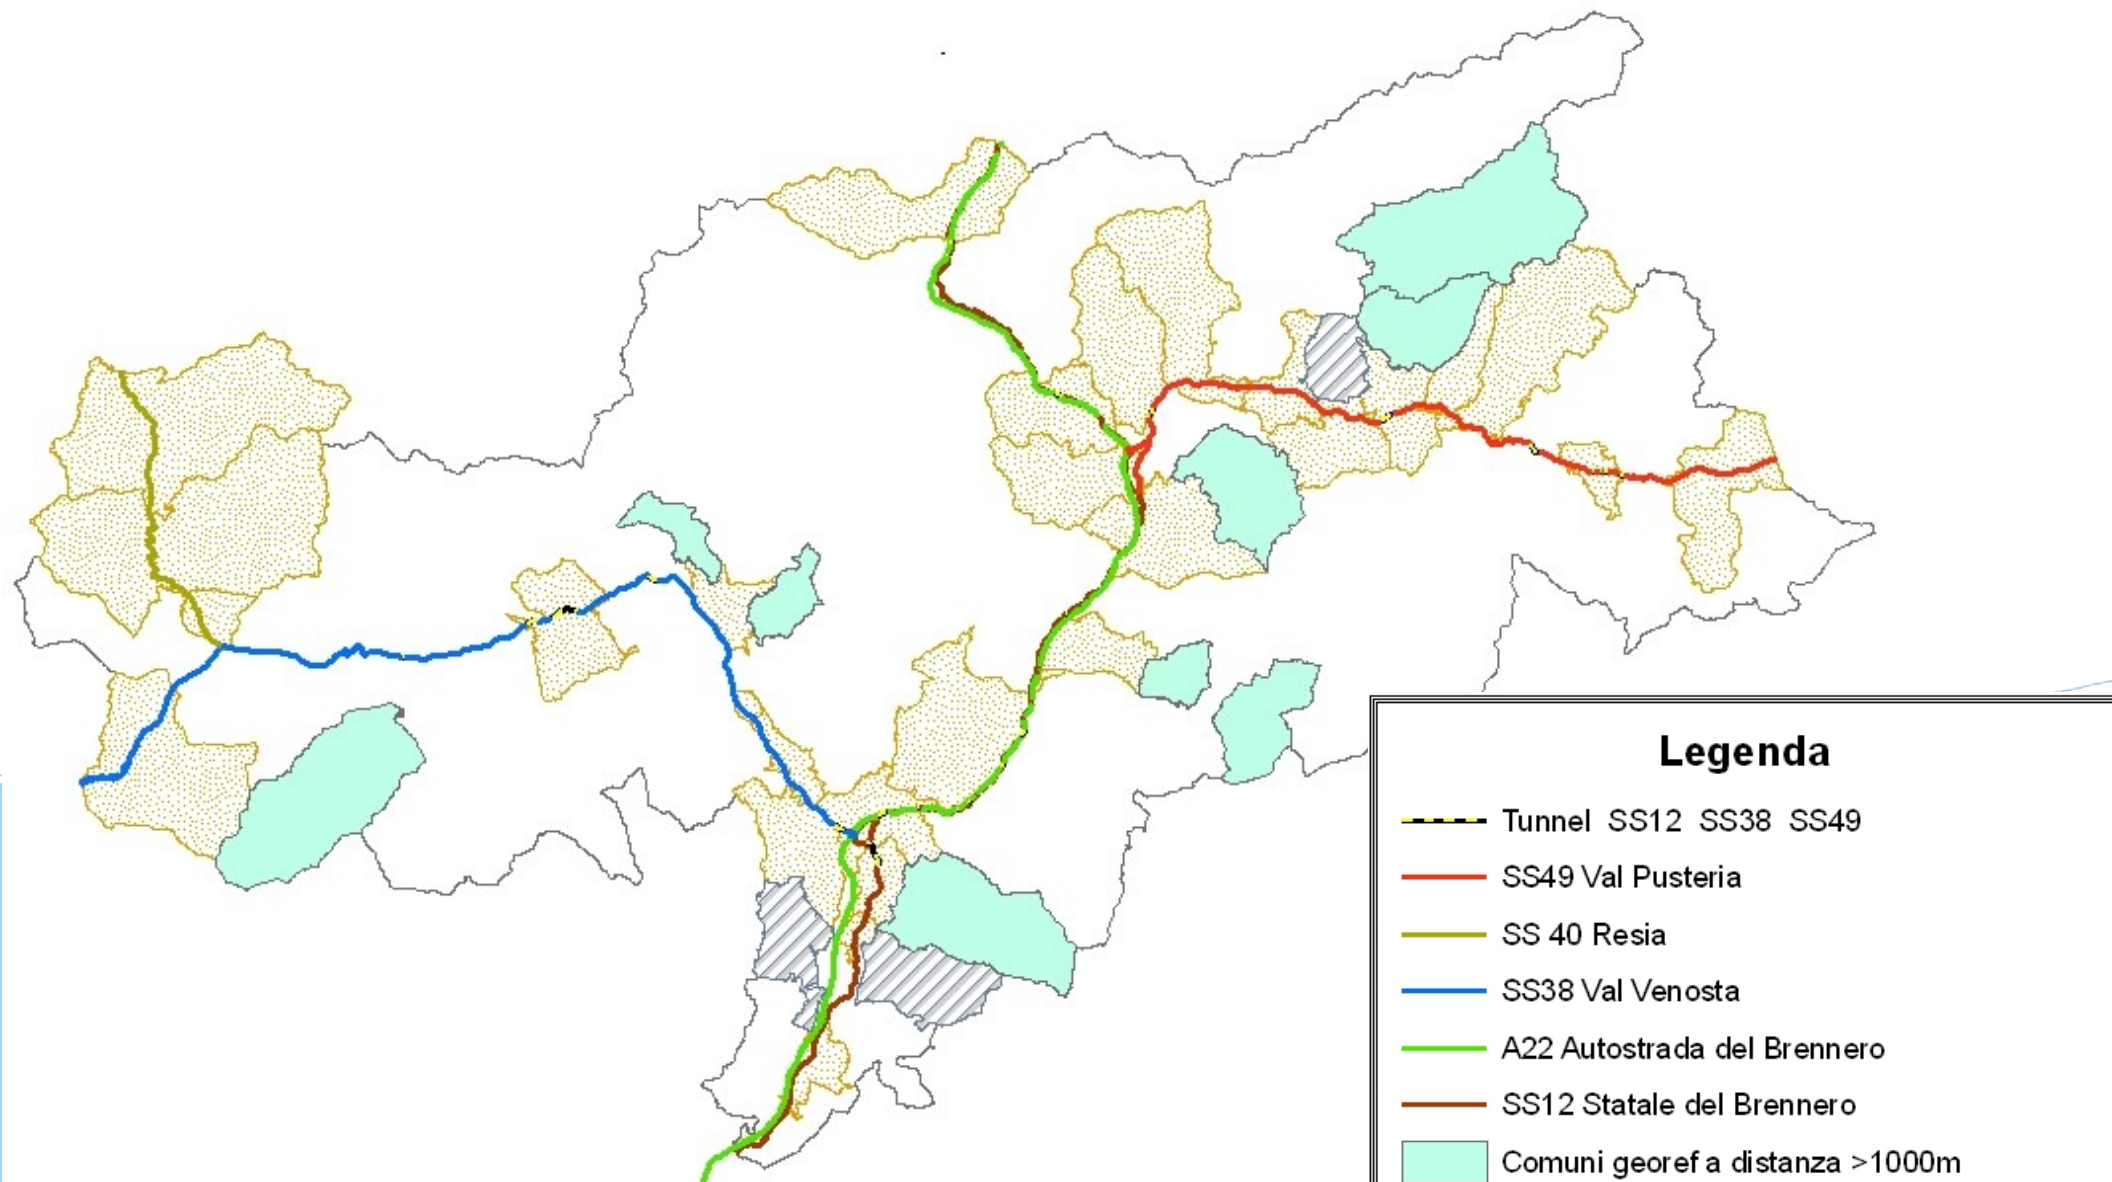 Legenda
Tunnel SS12 SS38 SS49
SS49 Val Pusteria
SS 40 Resia
SS38 Val Venosta
A22 Autostrada del Brennero
SS12 Statale del Brennero
Comuni georef a distanza >1000m